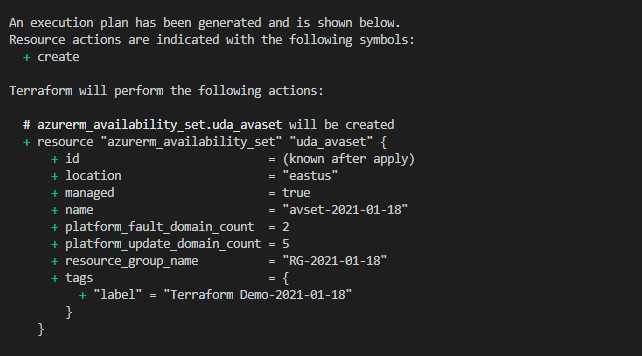 An execution plan has been generated and is shown below.
Resource actions are indicated with the following symbols:
  + create

Terraform will perform the following actions:

  # azurerm_availability_set.uda_avaset will be created
  + resource "azurerm_availability_set" "uda_avaset" {
      + id                           = (known after apply)
      + location                     = "eastus"
      + managed                      = true
      + name                         = "avset-2021-01-18"
      + platform_fault_domain_count  = 2
      + platform_update_domain_count = 5
      + resource_group_name          = "RG-2021-01-18"
      + tags                         = {
          + "label" = "Terraform Demo-2021-01-18"
        }
    }